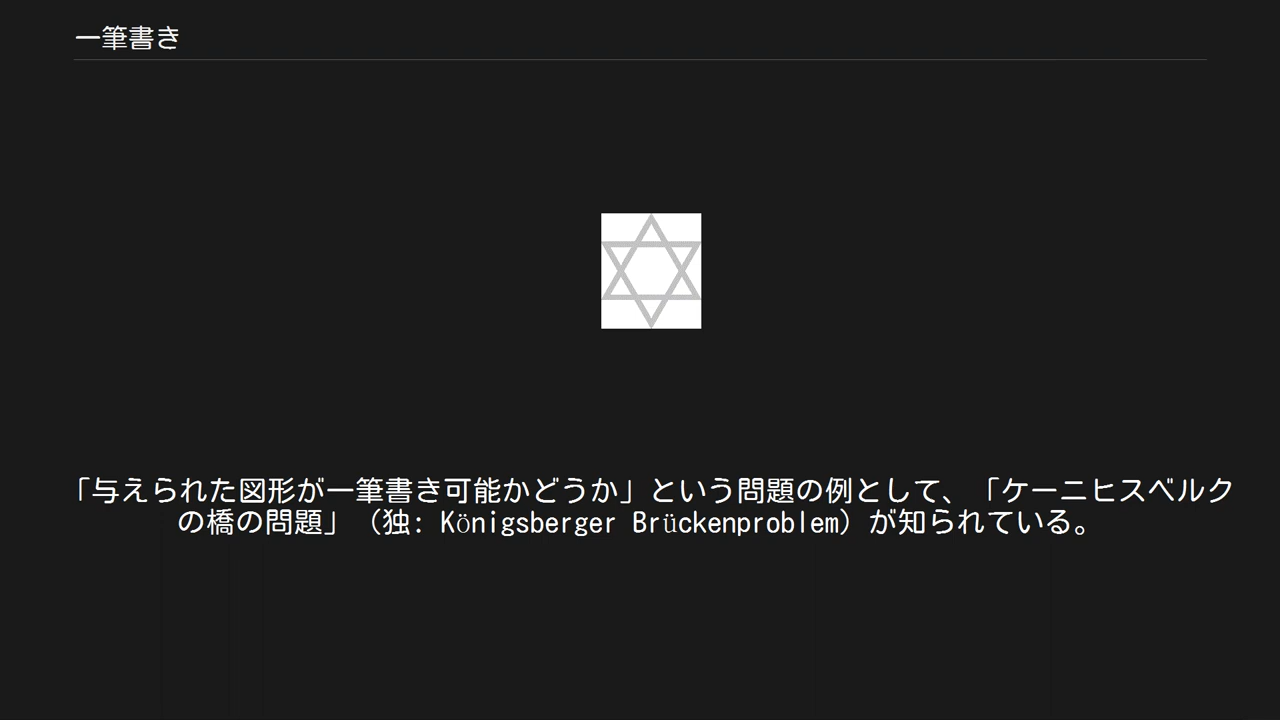 一筆書き
「与えられた図形が一筆書き可能かどうか」という問題の例として、「ケーニヒスベルク
の橋の問題」（独: Königsberger Brückenproblem）が知られている。